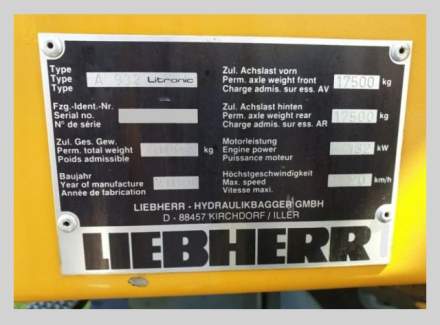 Type
Type
Type
A 932 Litronic
Fzg.-Ident.-Nr.
Serial no.
N° de série
Zul. Ges. Gew.
Perm. total weight
Poids admissible
kg
Baujahr
Year of manufacture
Année de fabrication
Zul. Achslast vorn
Perm. axle weight front
Charge admis. sur ess. AV
17500 kg
Zul. Achslast hinten
Perm. axle weight rear
Charge admis. sur ess. AR
17500 kg
Motorleistung
Engine power
Puissance moteur
kW
Höchstgeschwindigkeit
Max. speed
Vitesse maxi.
20 km/h
LIEBHERR - HYDRAULIKBAGGER GMBH
D - 88457 KIRCHDORF / ILLER
LIEBHERR